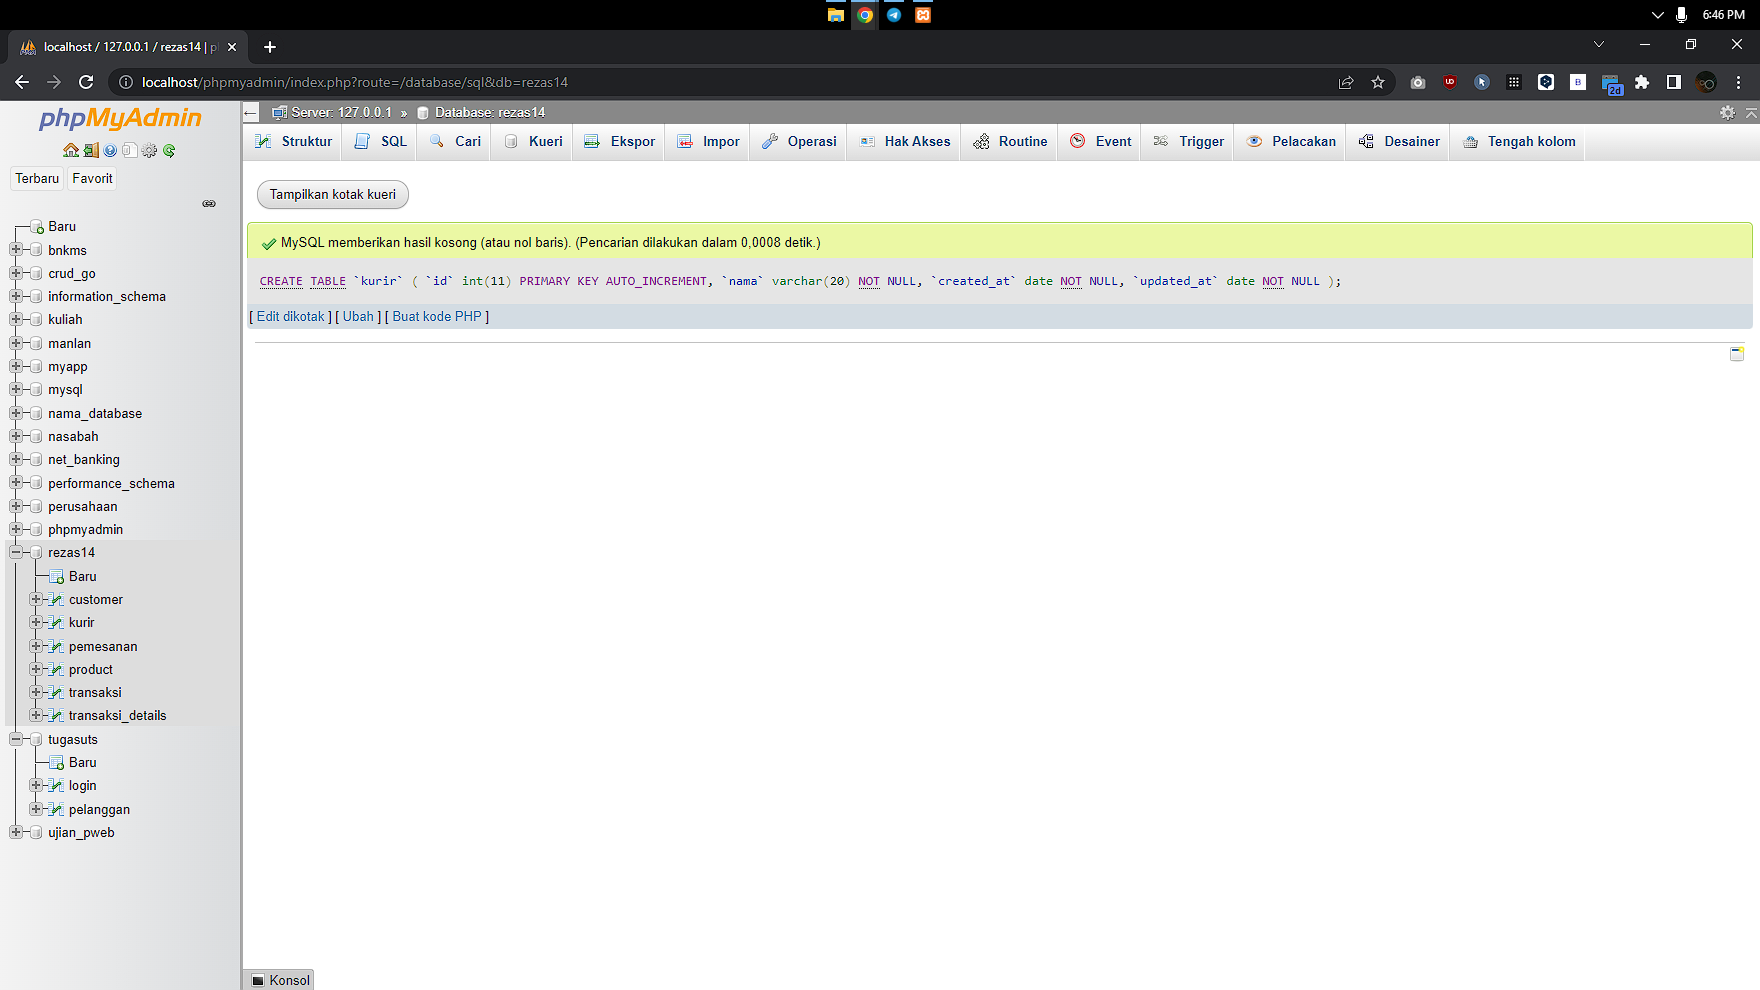 6:46 PM
localhost / 127.0.0.1 / rezas14 | p
localhost/phpmyadmin/index.php?route=/database/sql&db=rezas14
UD
B
2d
phpMyAdmin
Terbaru Favorit
Baru
bnkms
crud_go
information_schema
kuliah
manlan
myapp
mysql
nama_database
nasabah
net_banking
performance_schema
perusahaan
phpmyadmin
rezas14
Baru
customer
kurir
pemesanan
product
transaksi
transaksi_details
tugasuts
Baru
login
pelanggan
ujian_pweb
Server: 127.0.0.1 » Database: rezas14
Struktur SQL Cari Kueri Ekspor Impor Operasi Hak Akses Routine Event Trigger Pelacakan Desainer Tengah kolom
Tampilkan kotak kueri
MySQL memberikan hasil kosong (atau nol baris). (Pencarian dilakukan dalam 0,0008 detik.)
CREATE TABLE `kurir` ( `id` int(11) PRIMARY KEY AUTO_INCREMENT, `nama` varchar(20) NOT NULL, `created_at` date NOT NULL, `updated_at` date NOT NULL );
[ Edit dikotak ] [ Ubah ] [ Buat kode PHP ]
Konsol